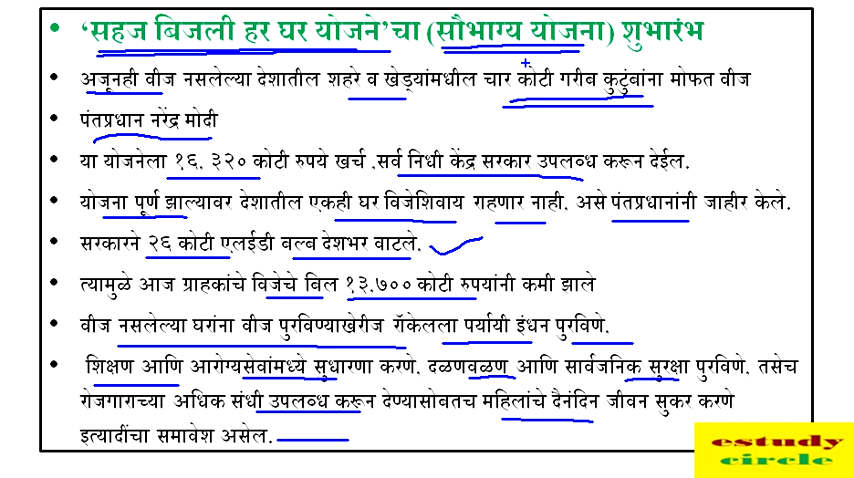 • ‘सहज बिजली हर घर योजने’चा (सौभाग्य योजना) शुभारंभ
• अजूनही वीज नसलेल्या देशातील शहरे व खेड्यांमधील चार कोटी गरीब कुटुंबांना मोफत वीज
• पंतप्रधान नरेंद्र मोदी
• या योजनेला १६, ३२० कोटी रुपये खर्च ,सर्व निधी केंद्र सरकार उपलब्ध करून देईल.
• योजना पूर्ण झाल्यावर देशातील एकही घर विजेशिवाय राहणार नाही, असे पंतप्रधानांनी जाहीर केले.
• सरकारने २६ कोटी एलईडी बल्ब देशभर वाटले,
• त्यामुळे आज ग्राहकांचे विजेचे बिल १३,७०० कोटी रुपयांनी कमी झाले
• वीज नसलेल्या घरांना वीज पुरविण्याखेरीज रॉकेलला पर्यायी इंधन पुरविणे,
• शिक्षण आणि आरोग्यसेवांमध्ये सुधारणा करणे, दळणवळण आणि सार्वजनिक सुरक्षा पुरविणे, तसेच
रोजगाराच्या अधिक संधी उपलब्ध करून देण्यासोबतच महिलांचे दैनंदिन जीवन सुकर करणे
इत्यादींचा समावेश असेल.
estudy
circle